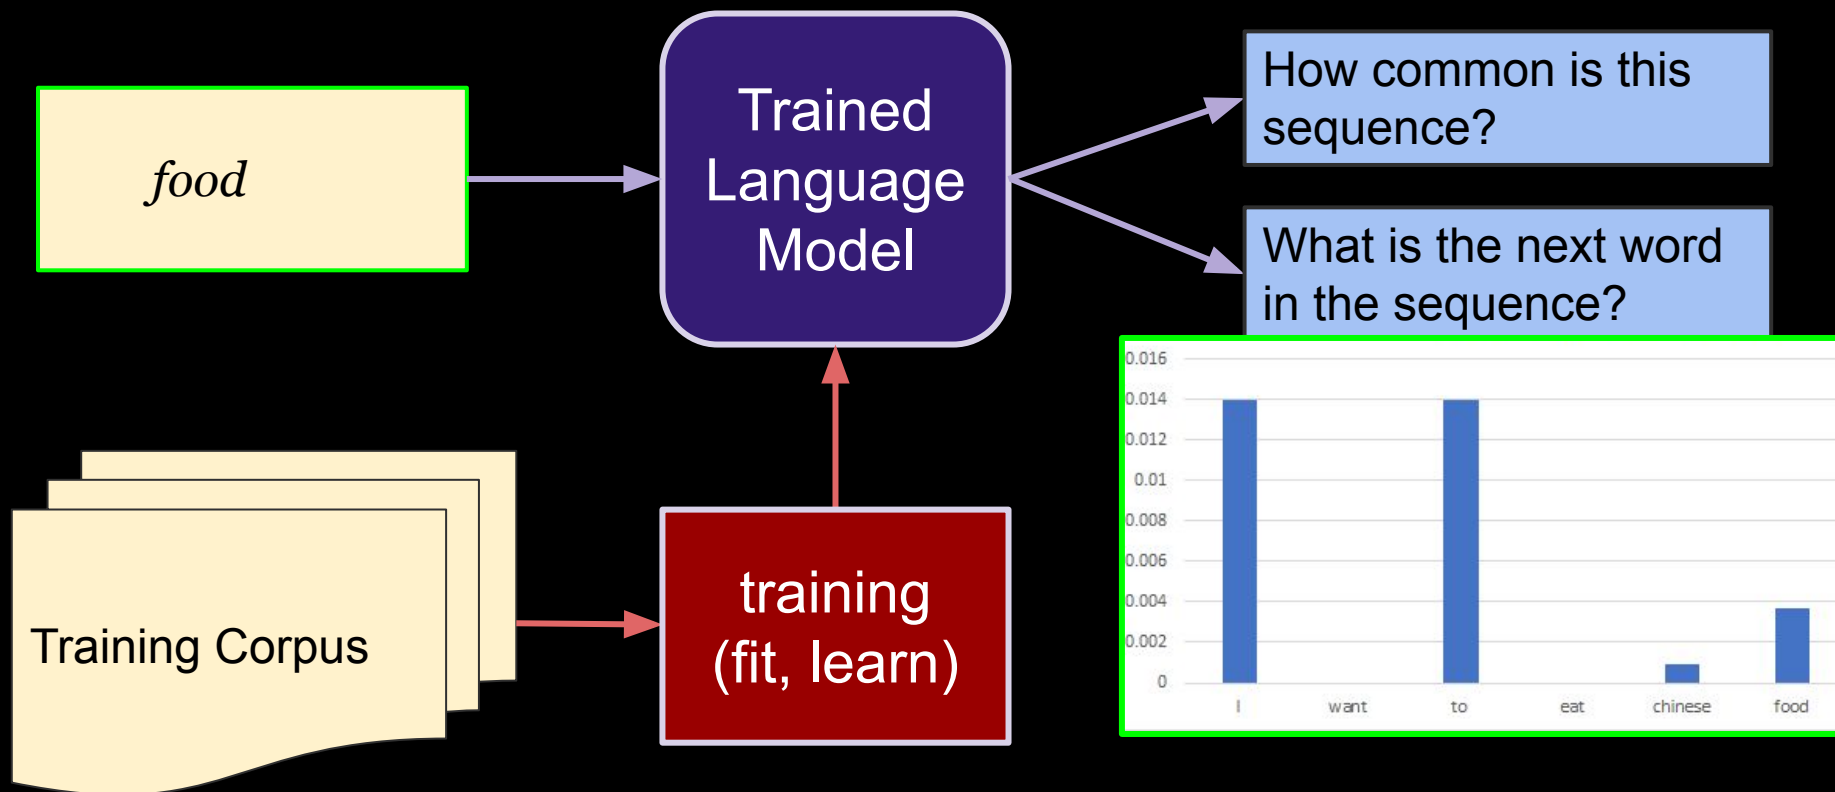 food
Trained
Language
Model
How common is this
sequence?
What is the next word
in the sequence?
Training Corpus
training
(fit, learn)
0.016
0.014
0.012
0.01
0.008
0.006
0.004
0.002
0
I want to eat chinese food